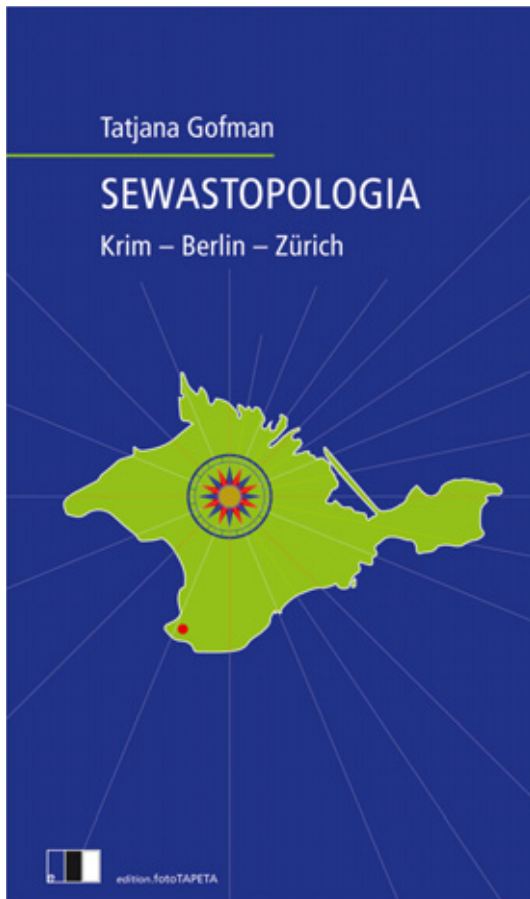 Tatjana Gofman
SEWASTOPOLOGIA
Krim – Berlin – Zürich
edition.fotoTAPETA